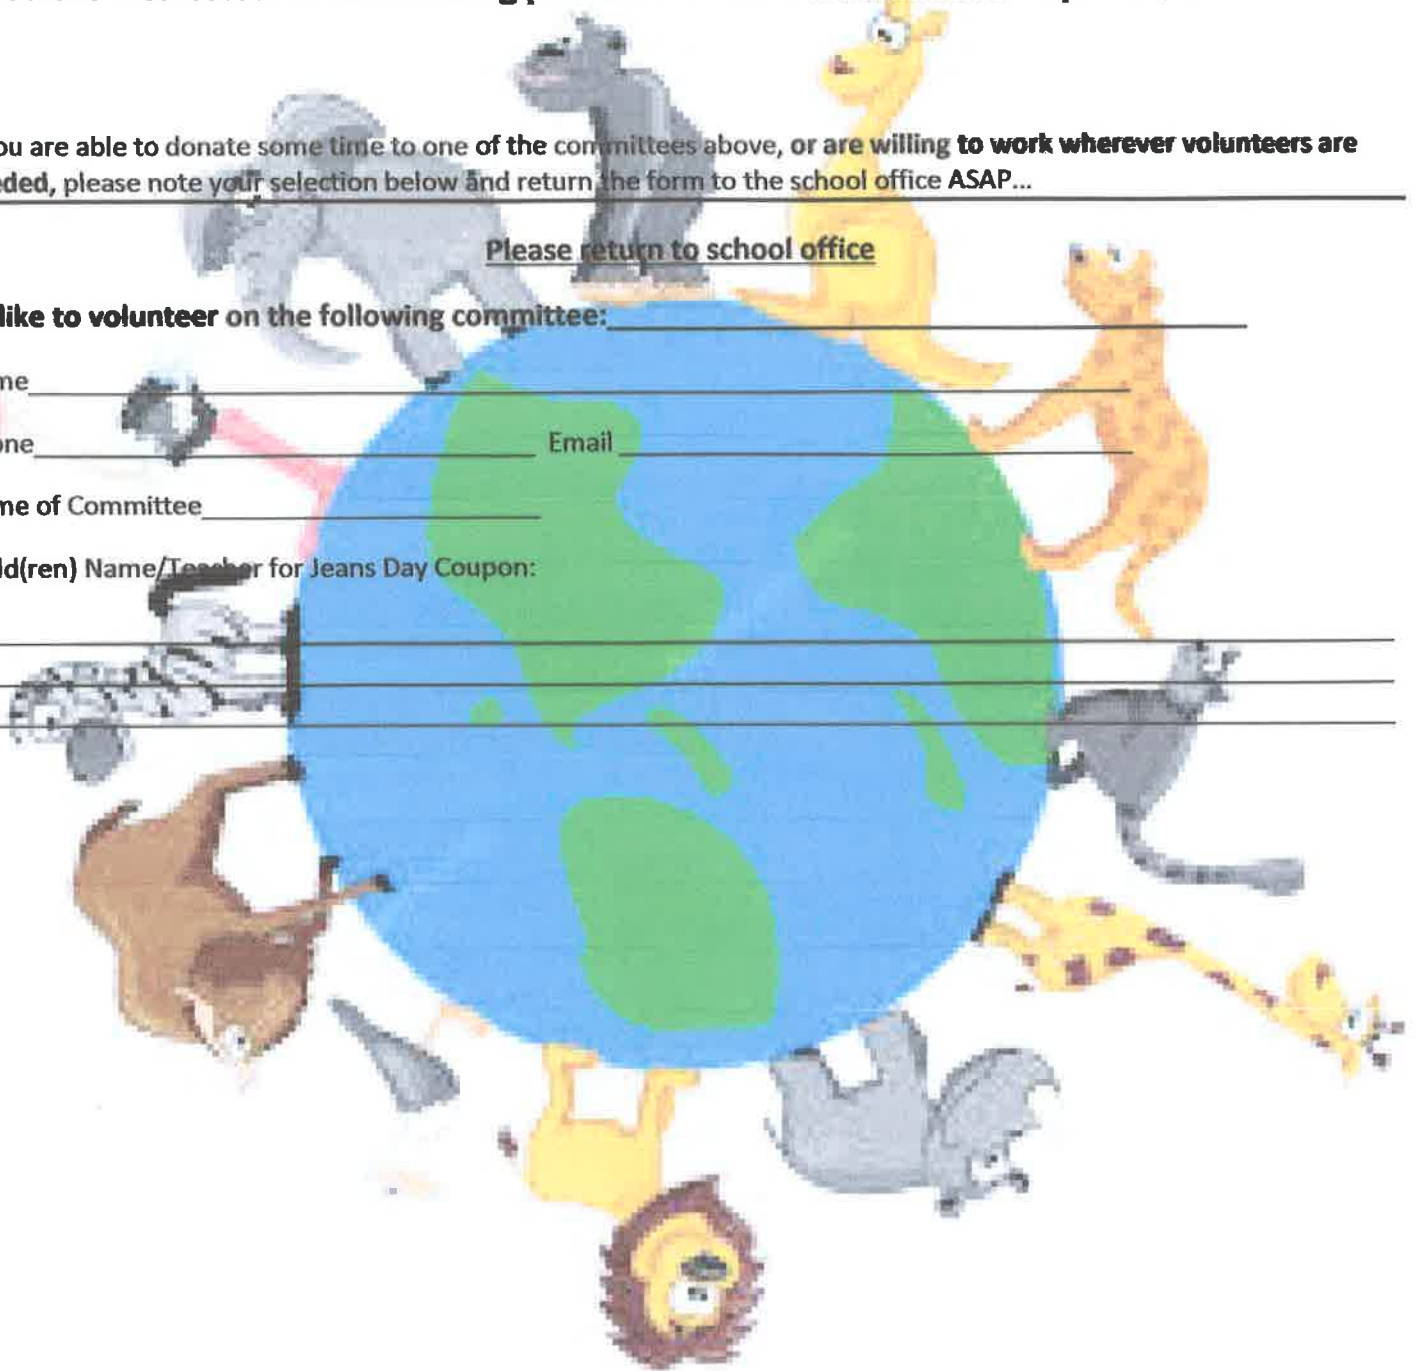 ou are able to donate some time to one of the committees above, or are willing to work wherever volunteers are
ded, please note your selection below and return the form to the school office ASAP...
Please return to school office
like to volunteer on the following committee:
me
one Email
me of Committee
ld(ren) Name/Teacher for Jeans Day Coupon: